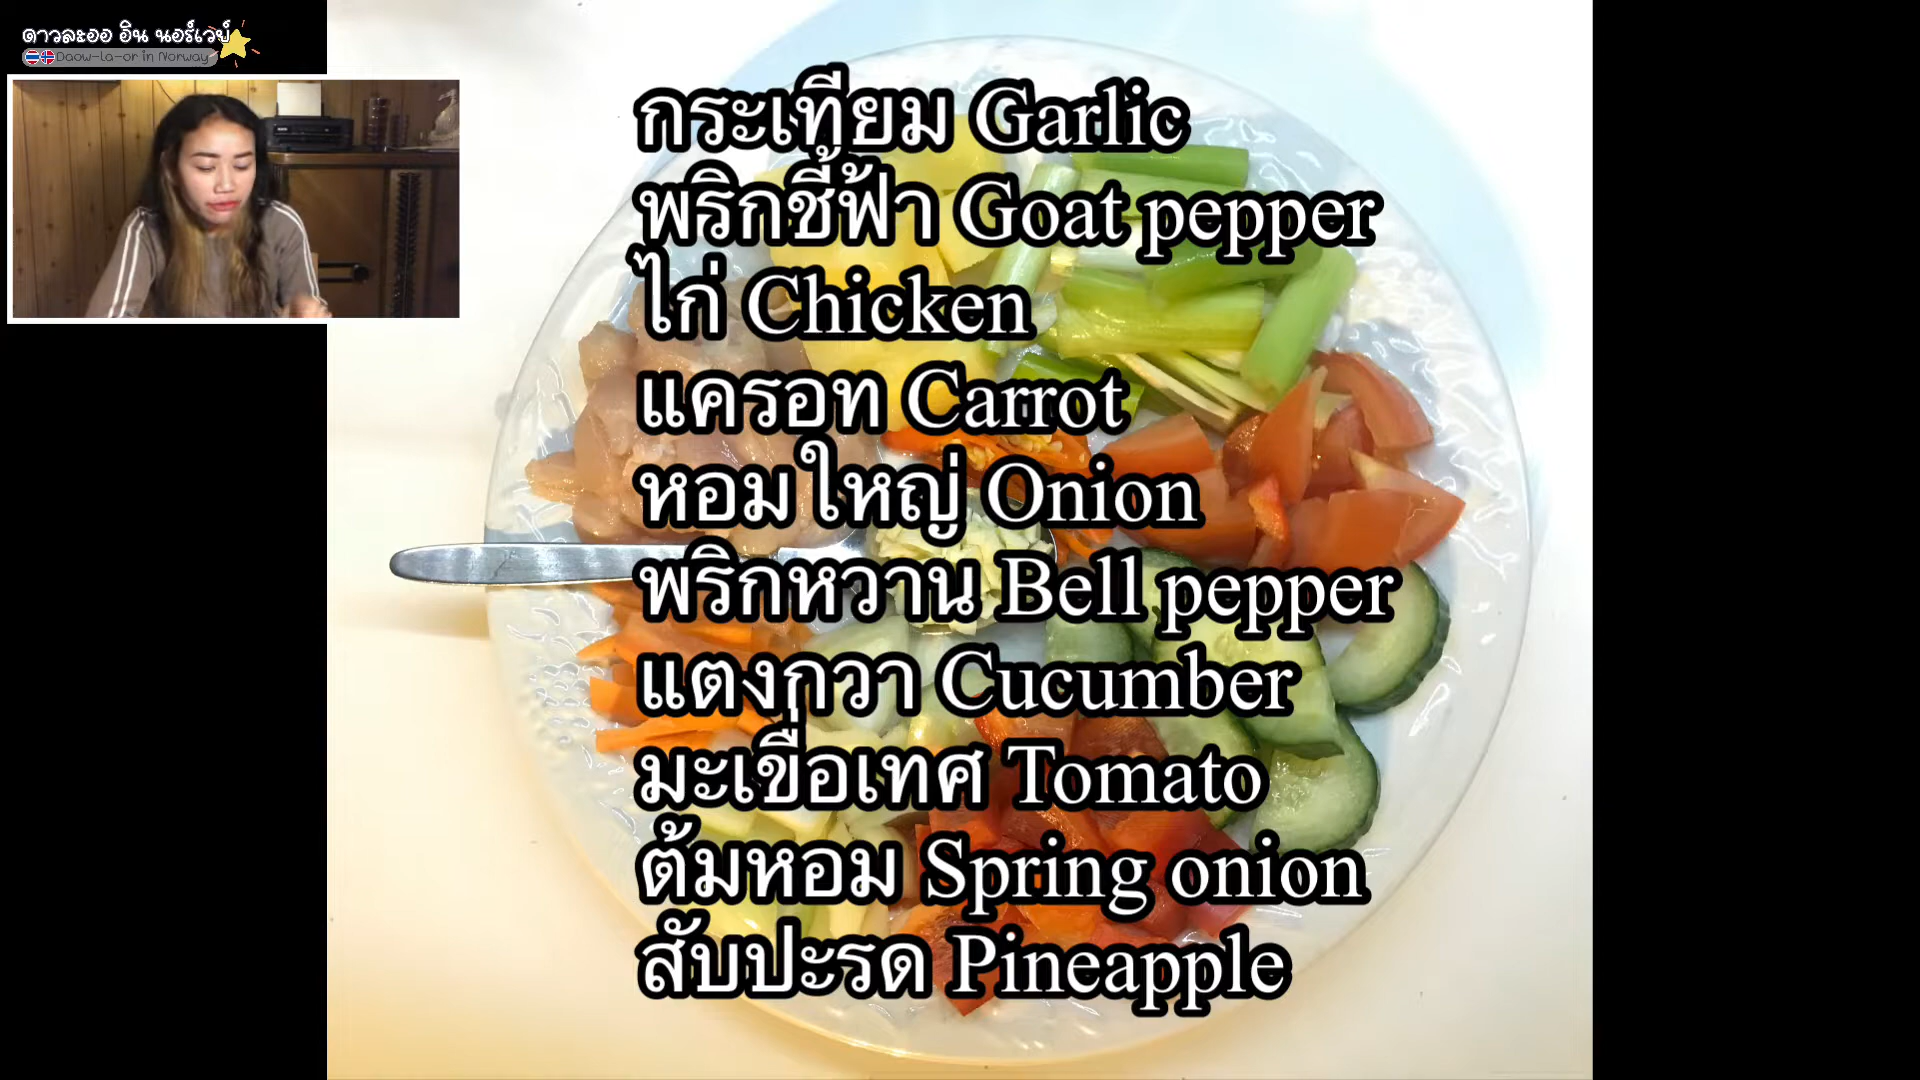 ดาวละออ อิน นอร์เวย์
Daow-la-or in Norway
กระเทียม Garlic
พริกชี้ฟ้า Goat pepper
ไก่ Chicken
แครอท Carrot
หอมใหญ่ Onion
พริกหวาน Bell pepper
แตงกวา Cucumber
มะเขื่อเทศ Tomato
ต้มหอม Spring onion
สับปะรด Pineapple